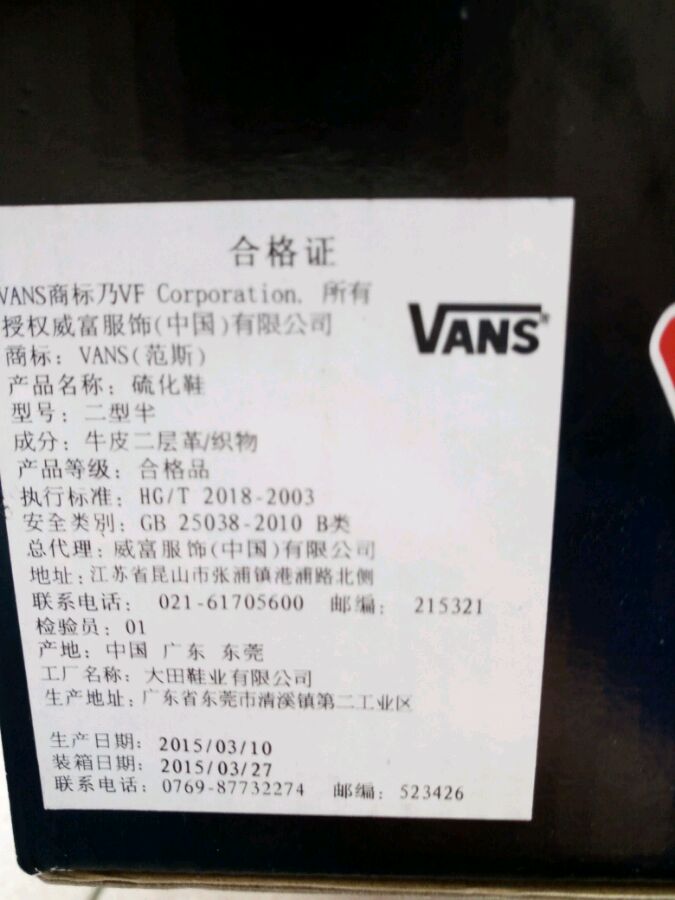 合格证
VANS商标乃VF Corporation. 所有
授权威富服饰(中国)有限公司
VANS
商标: VANS(范斯)
产品名称: 硫化鞋
型号: 二型半
成分: 牛皮二层革/织物
产品等级: 合格品
执行标准: HG/T 2018-2003
安全类别: GB 25038-2010 B类
总代理: 威富服饰(中国)有限公司
地址: 江苏省昆山市张浦镇港浦路北侧
联系电话: 021-61705600 邮编: 215321
检验员: 01
产地: 中国 广东 东莞
工厂名称: 大田鞋业有限公司
生产地址: 广东省东莞市清溪镇第二工业区
生产日期: 2015/03/10
装箱日期: 2015/03/27
联系电话: 0769-87732274 邮编: 523426